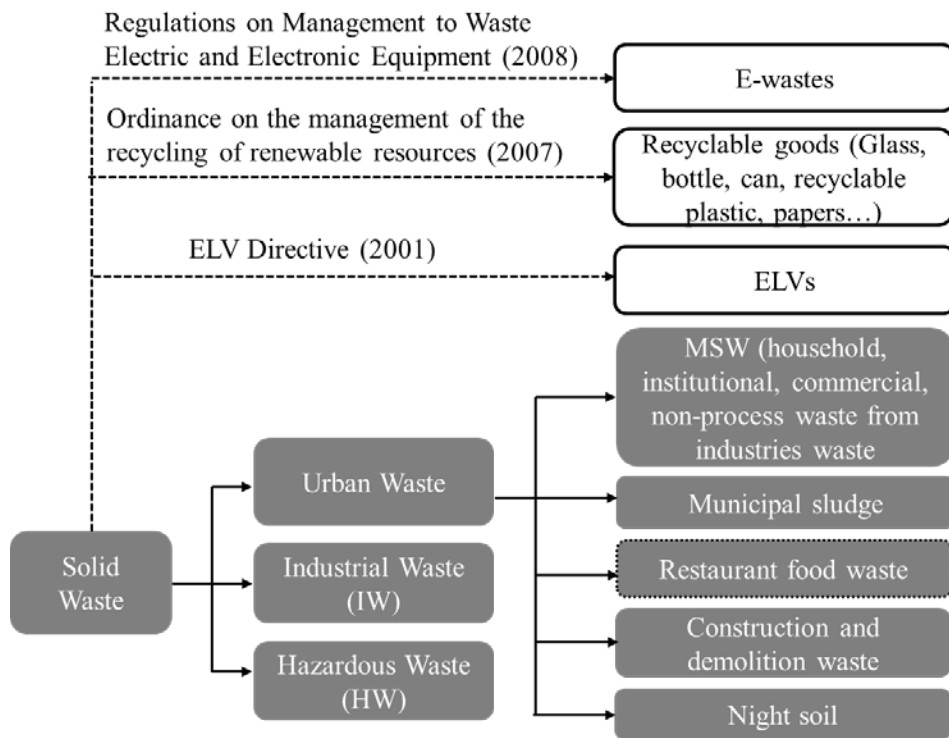 Regulations on Management to Waste
Electric and Electronic Equipment (2008)
E-wastes
Ordinance on the management of the
recycling of renewable resources (2007)
Recyclable goods (Glass,
bottle, can, recyclable
plastic, papers…)
ELV Directive (2001)
ELVs
MSW (household,
institutional, commercial,
non-process waste from
industries waste
Urban Waste
Municipal sludge
Solid
Waste
Industrial Waste
(IW)
Restaurant food waste
Construction and
demolition waste
Hazardous Waste
(HW)
Night soil